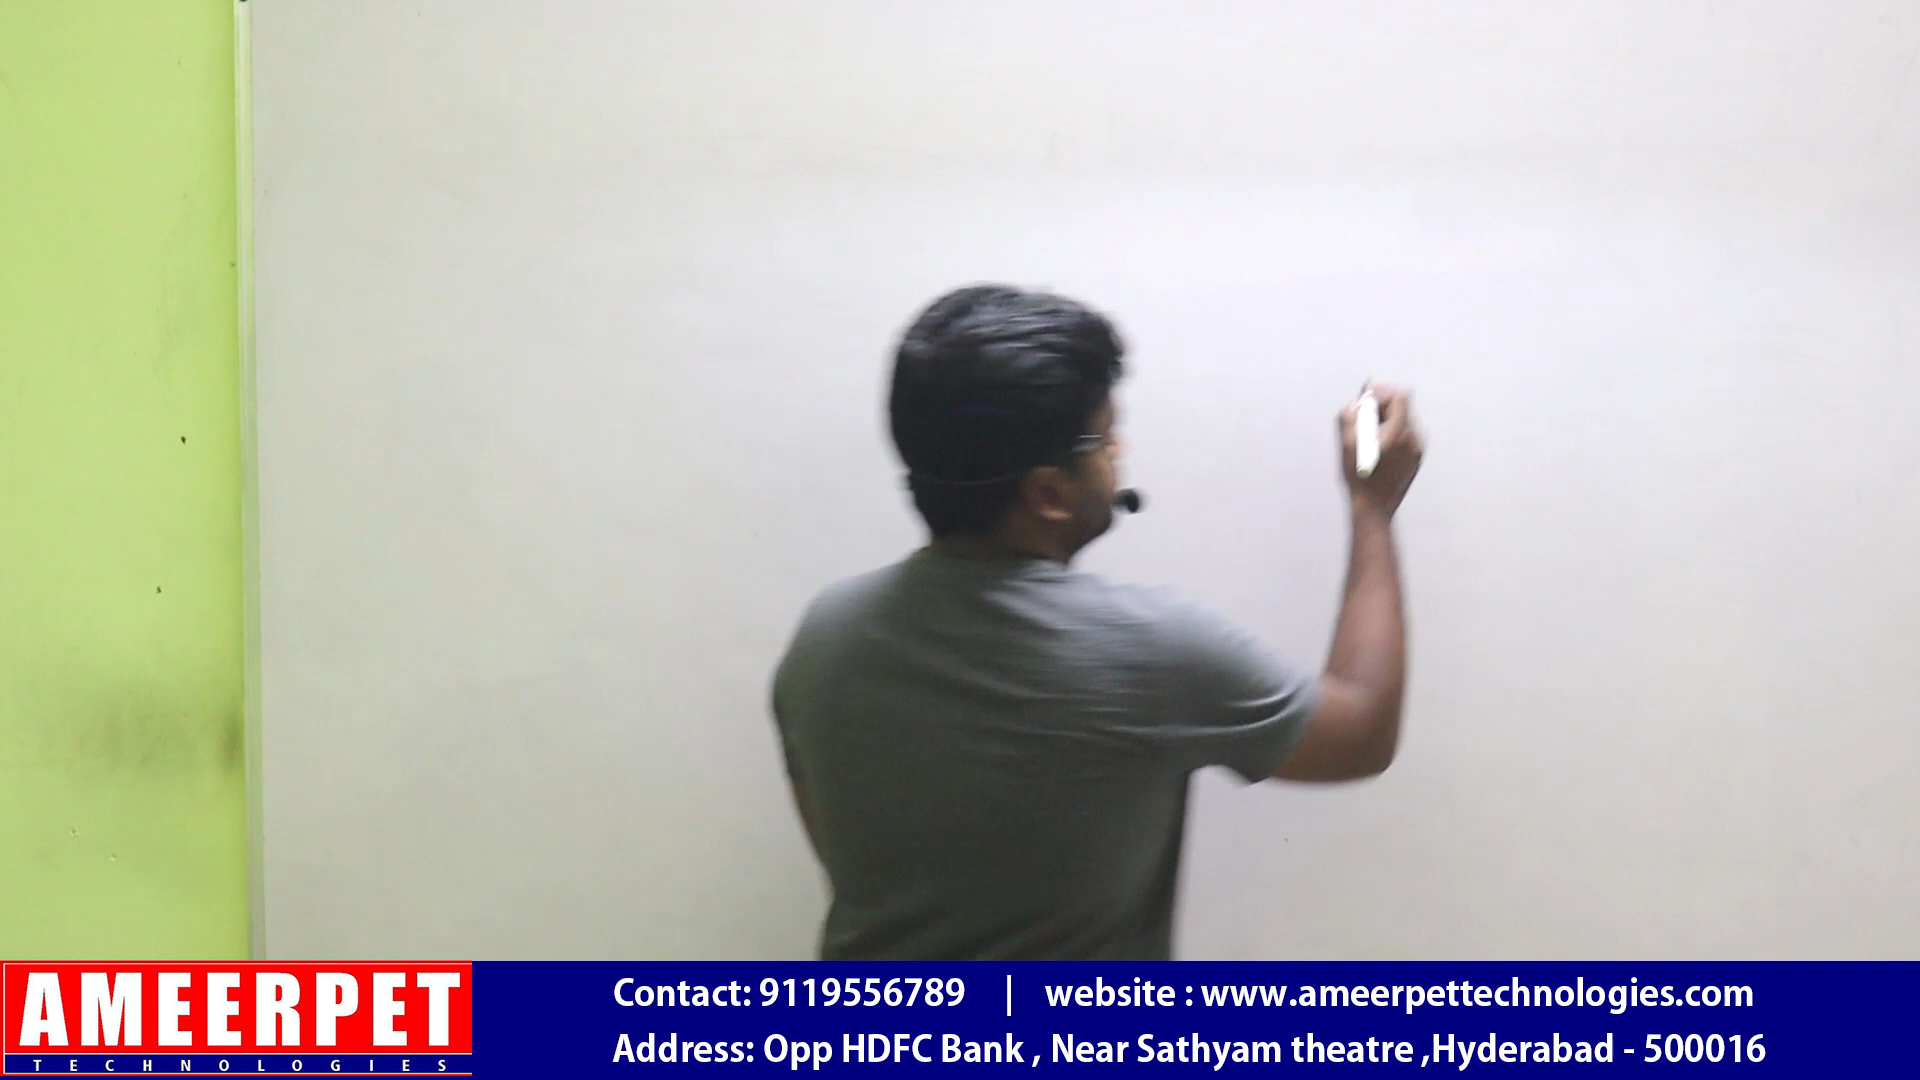 AMEERPET
TECHNOLOGIES
Contact: 9119556789 | website : www.ameerpettechnologies.com
Address: Opp HDFC Bank , Near Sathyam theatre ,Hyderabad - 500016